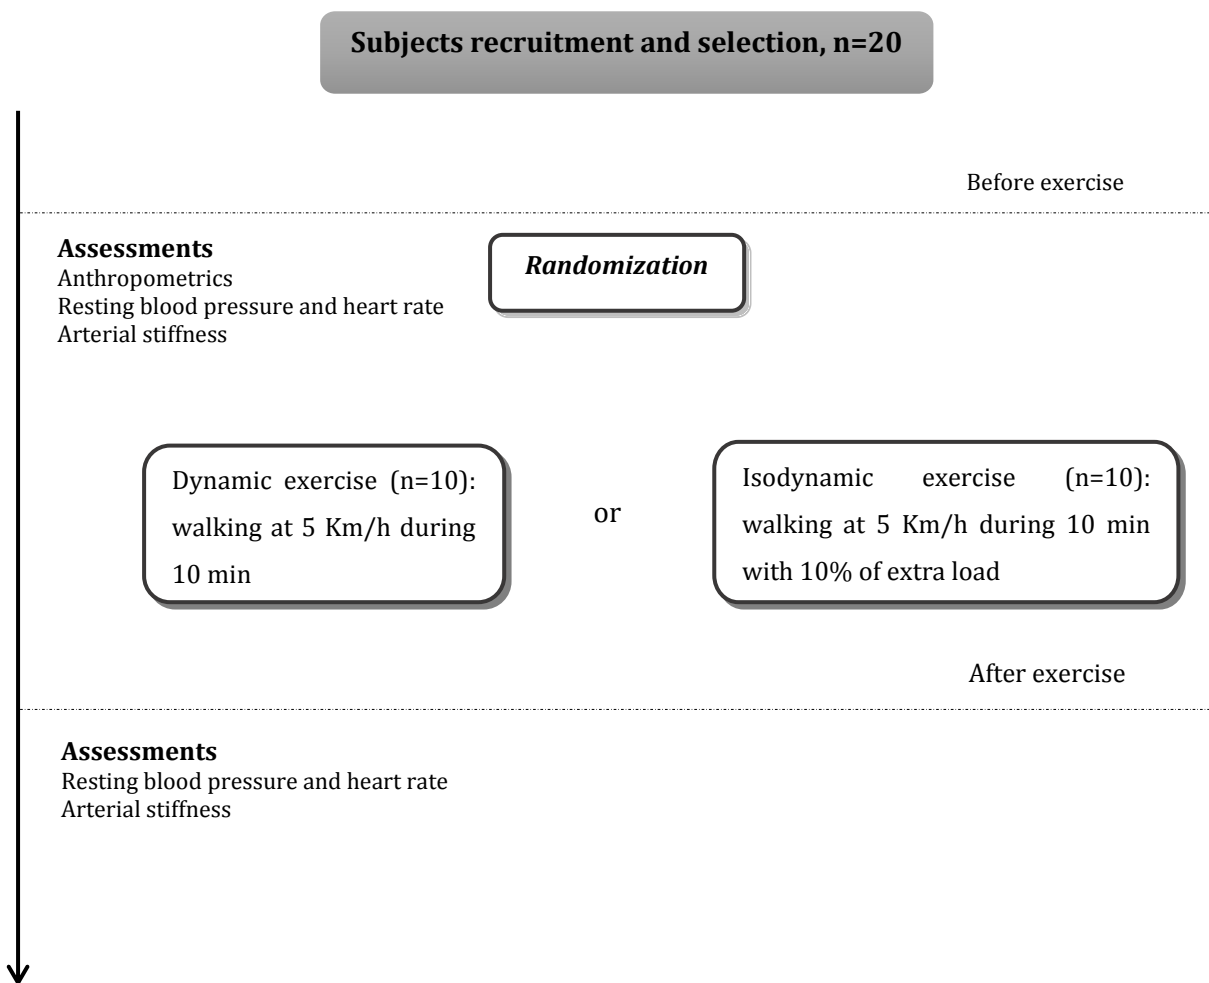 Subjects recruitment and selection, n=20
Before exercise
Assessments
Anthropometrics
Resting blood pressure and heart rate
Arterial stiffness
Randomization
Dynamic exercise (n=10):
walking at 5 Km/h during
10 min
or
Isodynamic exercise (n=10):
walking at 5 Km/h during 10 min
with 10% of extra load
After exercise
Assessments
Resting blood pressure and heart rate
Arterial stiffness